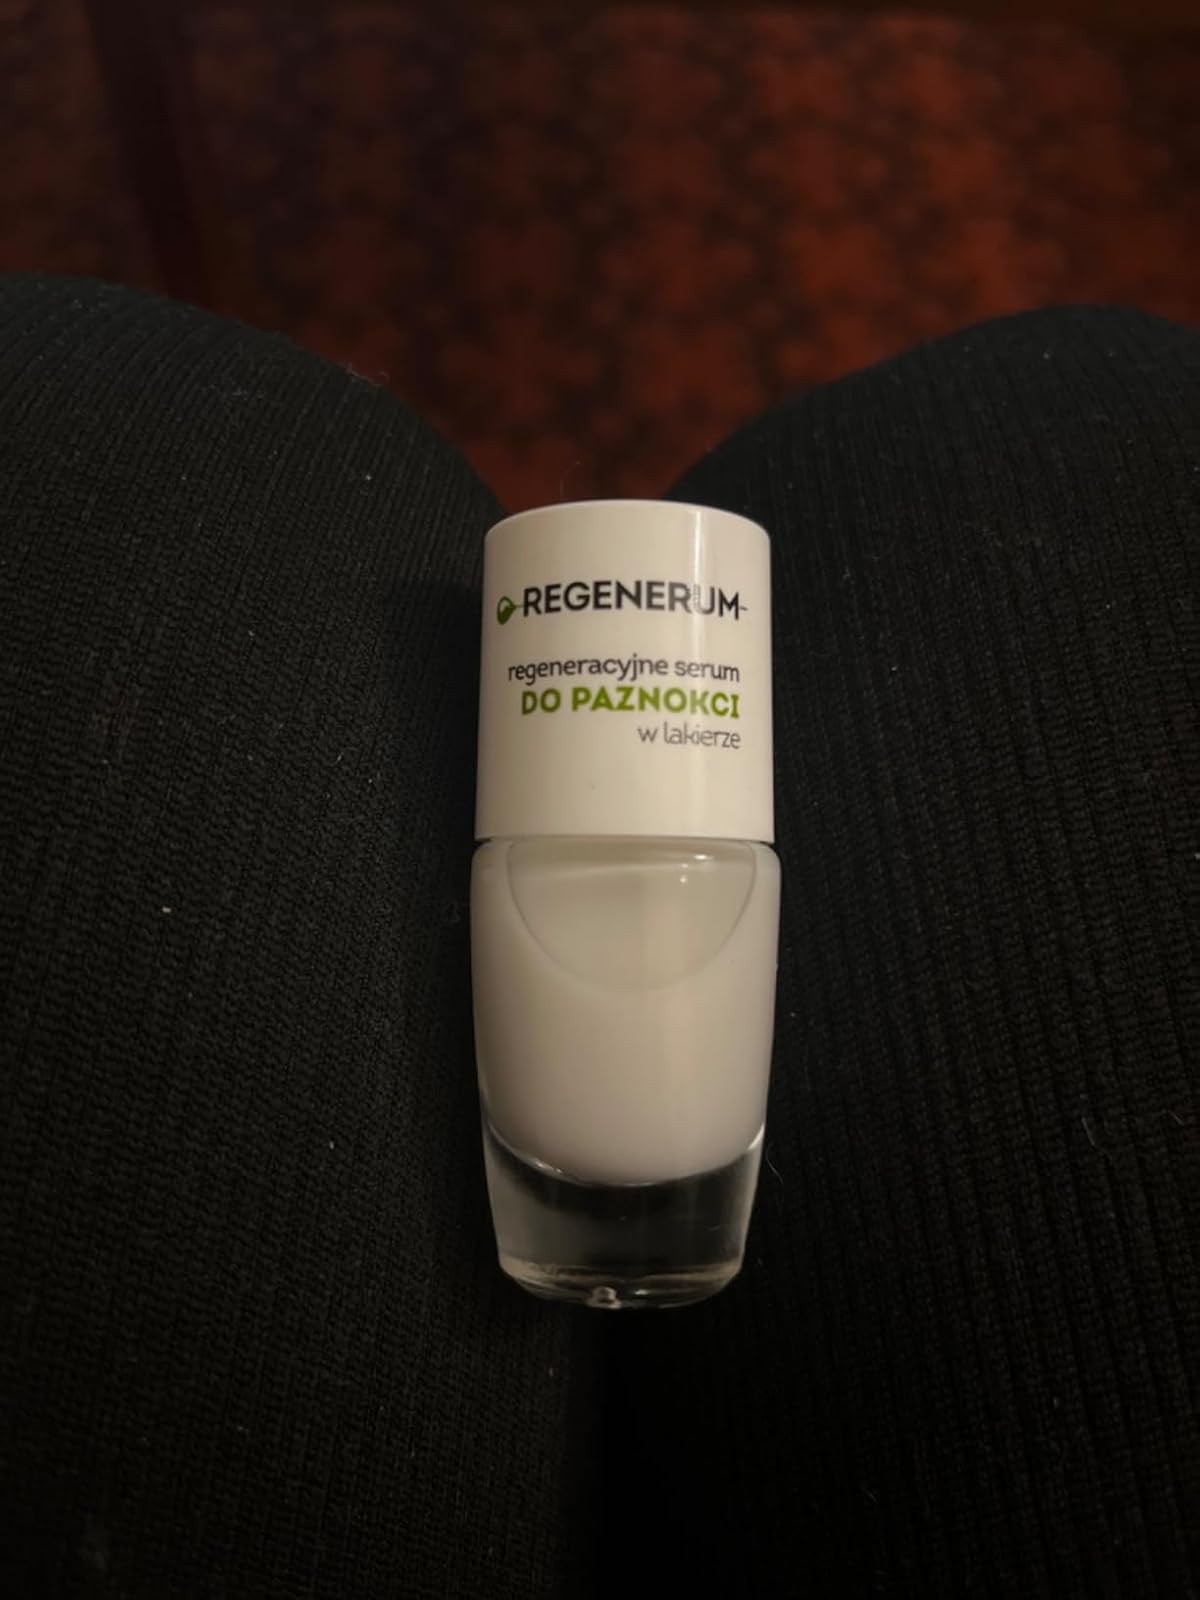 REGENERUM
regeneracyjne serum
DO PAZNOKCI
w lakierze